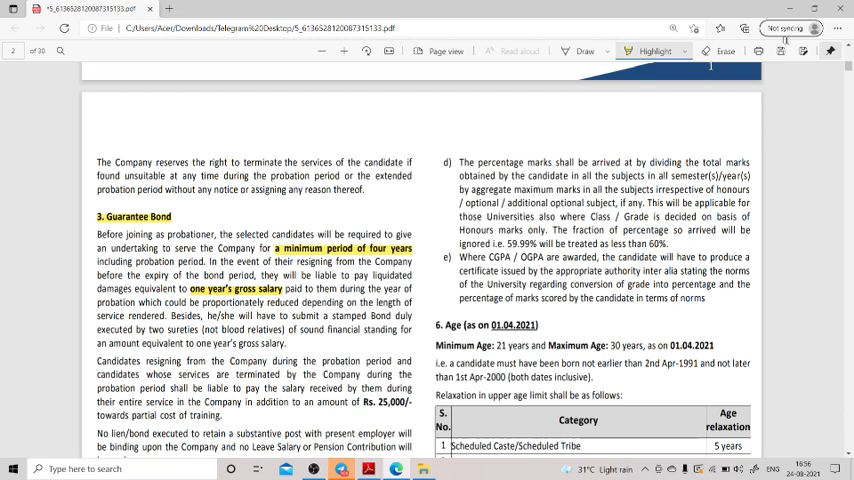 *5_6136528187315133.pdf
File
C:/Users/Acer/Downloads/Telegram%20Desktop/5_6136528187315133.pdf
Not syncing
2 of 30
Page view
Read aloud
Draw
Highlight
Erase
The Company reserves the right to terminate the services of the candidate if
found unsuitable at any time during the probation period or the extended
probation period without any notice or assigning any reason thereof.
3. Guarantee Bond
Before joining as probationer, the selected candidates will be required to give
an undertaking to serve the Company for a minimum period of four years
including probation period. In the event of their resigning from the Company
before the expiry of the bond period, they will be liable to pay liquidated
damages equivalent to one year's gross salary paid to them during the year of
probation which could be proportionately reduced depending on the length of
service rendered. Besides, he/she will have to submit a stamped Bond duly
executed by two sureties (not blood relatives) of sound financial standing for
an amount equivalent to one year's gross salary.
Candidates resigning from the Company during the probation period and
candidates whose services are terminated by the Company during the
probation period shall be liable to pay the salary received by them during
their entire service in the Company in addition to an amount of Rs. 25,000/-
towards partial cost of training.
No lien/bond executed to retain a substantive post with present employer will
be binding upon the Company and no Leave Salary or Pension Contribution will
d) The percentage marks shall be arrived at by dividing the total marks
obtained by the candidate in all the subjects in all semester(s)/year(s)
by aggregate maximum marks in all the subjects irrespective of honours
/ optional / additional optional subject, if any. This will be applicable for
those Universities also where Class / Grade is decided on basis of
Honours marks only. The fraction of percentage so arrived will be
ignored i.e. 59.99% will be treated as less than 60%.
e) Where CGPA / OGPA are awarded, the candidate will have to produce a
certificate issued by the appropriate authority inter alia stating the norms
of the University regarding conversion of grade into percentage and the
percentage of marks scored by the candidate in terms of norms
6. Age (as on 01.04.2021)
Minimum Age: 21 years and Maximum Age: 30 years, as on 01.04.2021
i.e. a candidate must have been born not earlier than 2nd Apr-1991 and not later
than 1st Apr-2000 (both dates inclusive).
Relaxation in upper age limit shall be as follows:
S. No. Category Age relaxation
1 Scheduled Caste/Scheduled Tribe 5 years
Type here to search
31°C Light rain
ENG
16:56
24-08-2021